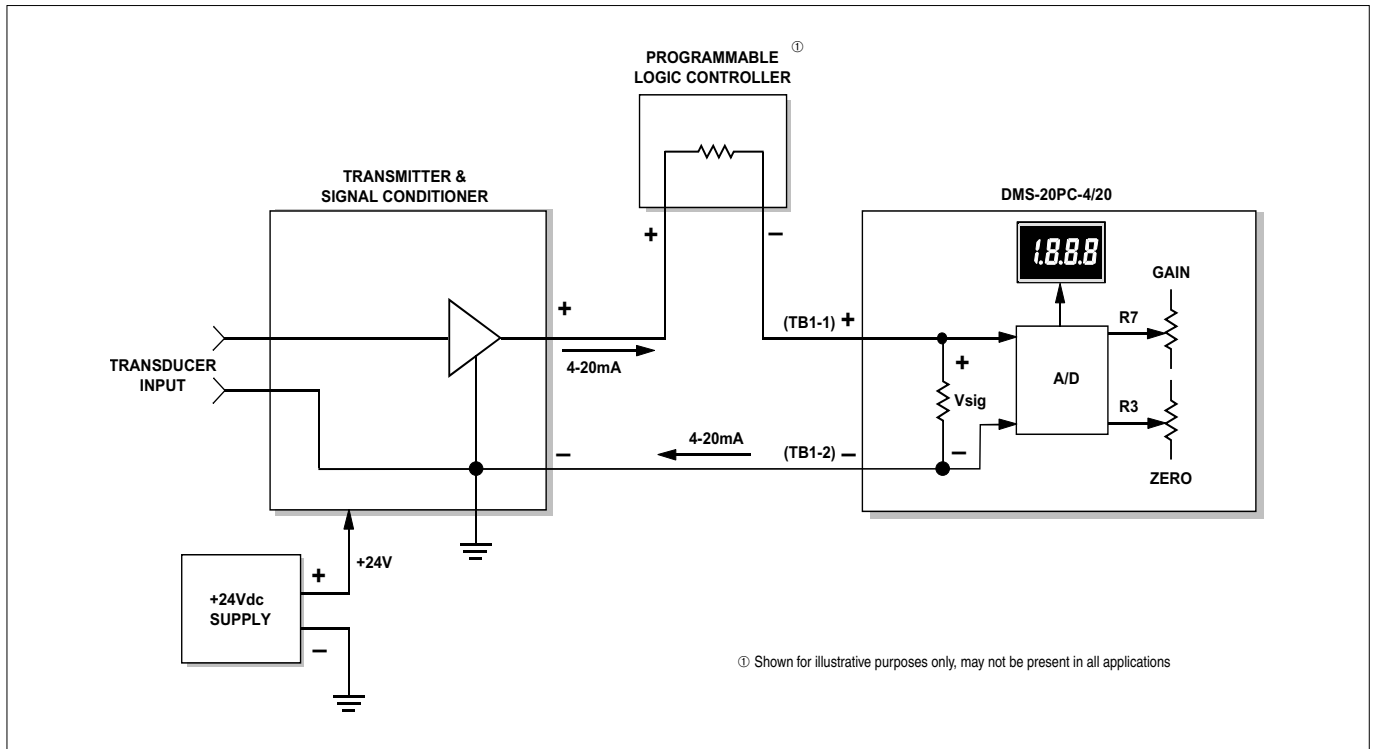 PROGRAMMABLE ①
LOGIC CONTROLLER
TRANSMITTER &
SIGNAL CONDITIONER
DMS-20PC-4/20
+
−
1.8.8.8
GAIN
+
(TB1-1) +
R7
4-20mA
+
TRANSDUCER
INPUT
A/D
Vsig
R3
4-20mA
−
(TB1-2) −
−
ZERO
+24V
+
+24Vdc
SUPPLY
−
① Shown for illustrative purposes only, may not be present in all applications